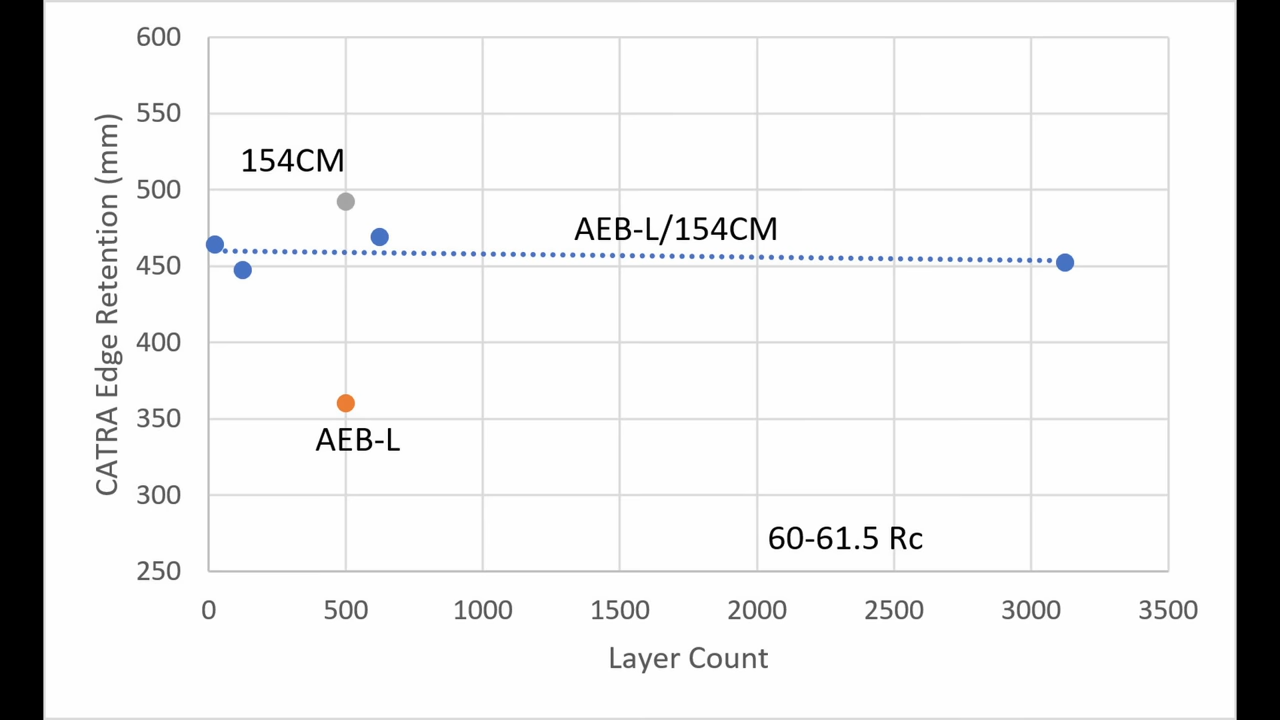 600
550
154CM
500
AEB-L/154CM
450
400
350
AEB-L
300
60-61.5 Rc
250
0 500 1000 1500 2000 2500 3000 3500
Layer Count
CATRA Edge Retention (mm)